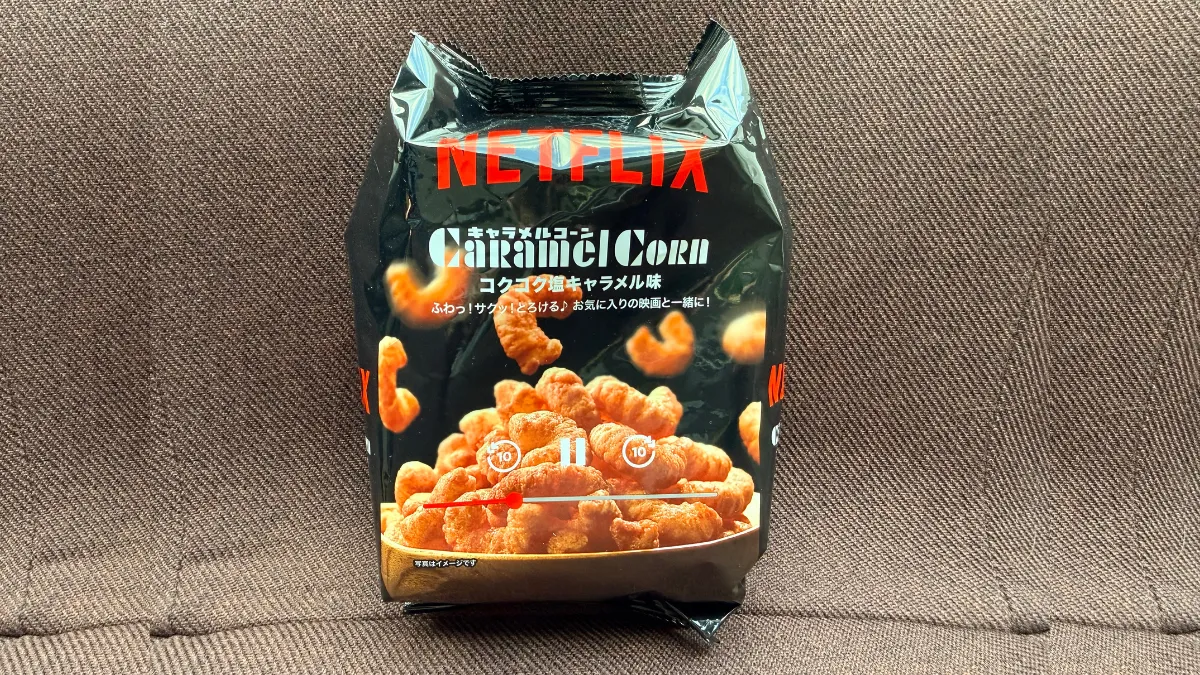 NETFLIX
キャラメルコーン
Caramel Corn
コクコク塩キャラメル味
ふわっ！サクッ！とろける♪ お気に入りの映画と一緒に！
10
10
写真はイメージです